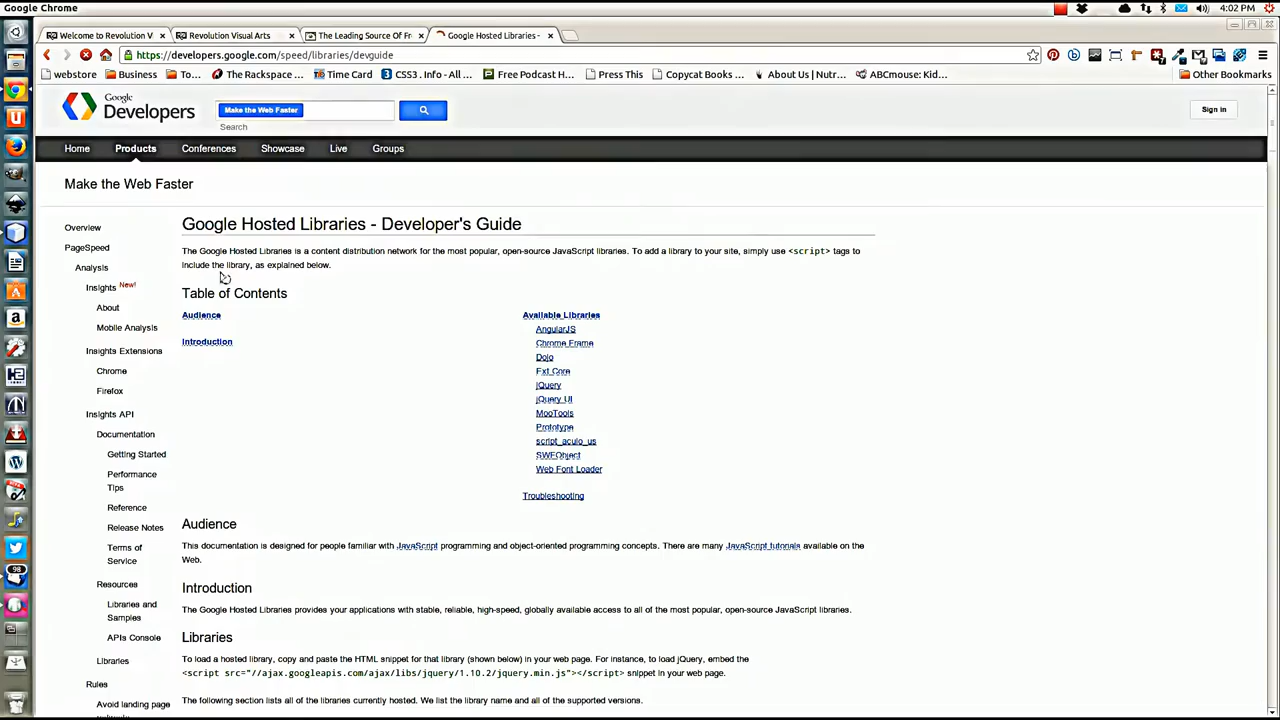 Google Chrome
4:02 PM
Welcome to Revolution V
Revolution Visual Arts
The Leading Source Of Fr
Google Hosted Libraries -
https://developers.google.com/speed/libraries/devguide
webstore
Business
To...
The Rackspace ...
Time Card
CSS3 . Info - All ...
Free Podcast H...
Press This
Copycat Books ...
About Us | Nutr...
ABCmouse: Kid...
Other Bookmarks
Google
Developers
Make the Web Faster
Search
Sign in
Home
Products
Conferences
Showcase
Live
Groups
Make the Web Faster
Overview
PageSpeed
Analysis
Insights New!
About
Mobile Analysis
Insights Extensions
Chrome
Firefox
Insights API
Documentation
Getting Started
Performance
Tips
Reference
Release Notes
Terms of
Service
Resources
Libraries and
Samples
APIs Console
Libraries
Rules
Avoid landing page
Google Hosted Libraries - Developer's Guide
The Google Hosted Libraries is a content distribution network for the most popular, open-source JavaScript libraries. To add a library to your site, simply use <script> tags to
include the library, as explained below.
Table of Contents
Audience
Introduction
Available Libraries
AngularJS
Chrome Frame
Dojo
Ext Core
jQuery
jQuery UI
MooTools
Prototype
script_aculo_us
SWFObject
Web Font Loader
Troubleshooting
Audience
This documentation is designed for people familiar with JavaScript programming and object-oriented programming concepts. There are many JavaScript tutorials available on the
Web.
Introduction
The Google Hosted Libraries provides your applications with stable, reliable, high-speed, globally available access to all of the most popular, open-source JavaScript libraries.
Libraries
To load a hosted library, copy and paste the HTML snippet for that library (shown below) in your web page. For instance, to load jQuery, embed the
<script src="//ajax.googleapis.com/ajax/libs/jquery/1.10.2/jquery.min.js"></script> snippet in your web page.
The following section lists all of the libraries currently hosted. We list the library name and all of the supported versions.
98